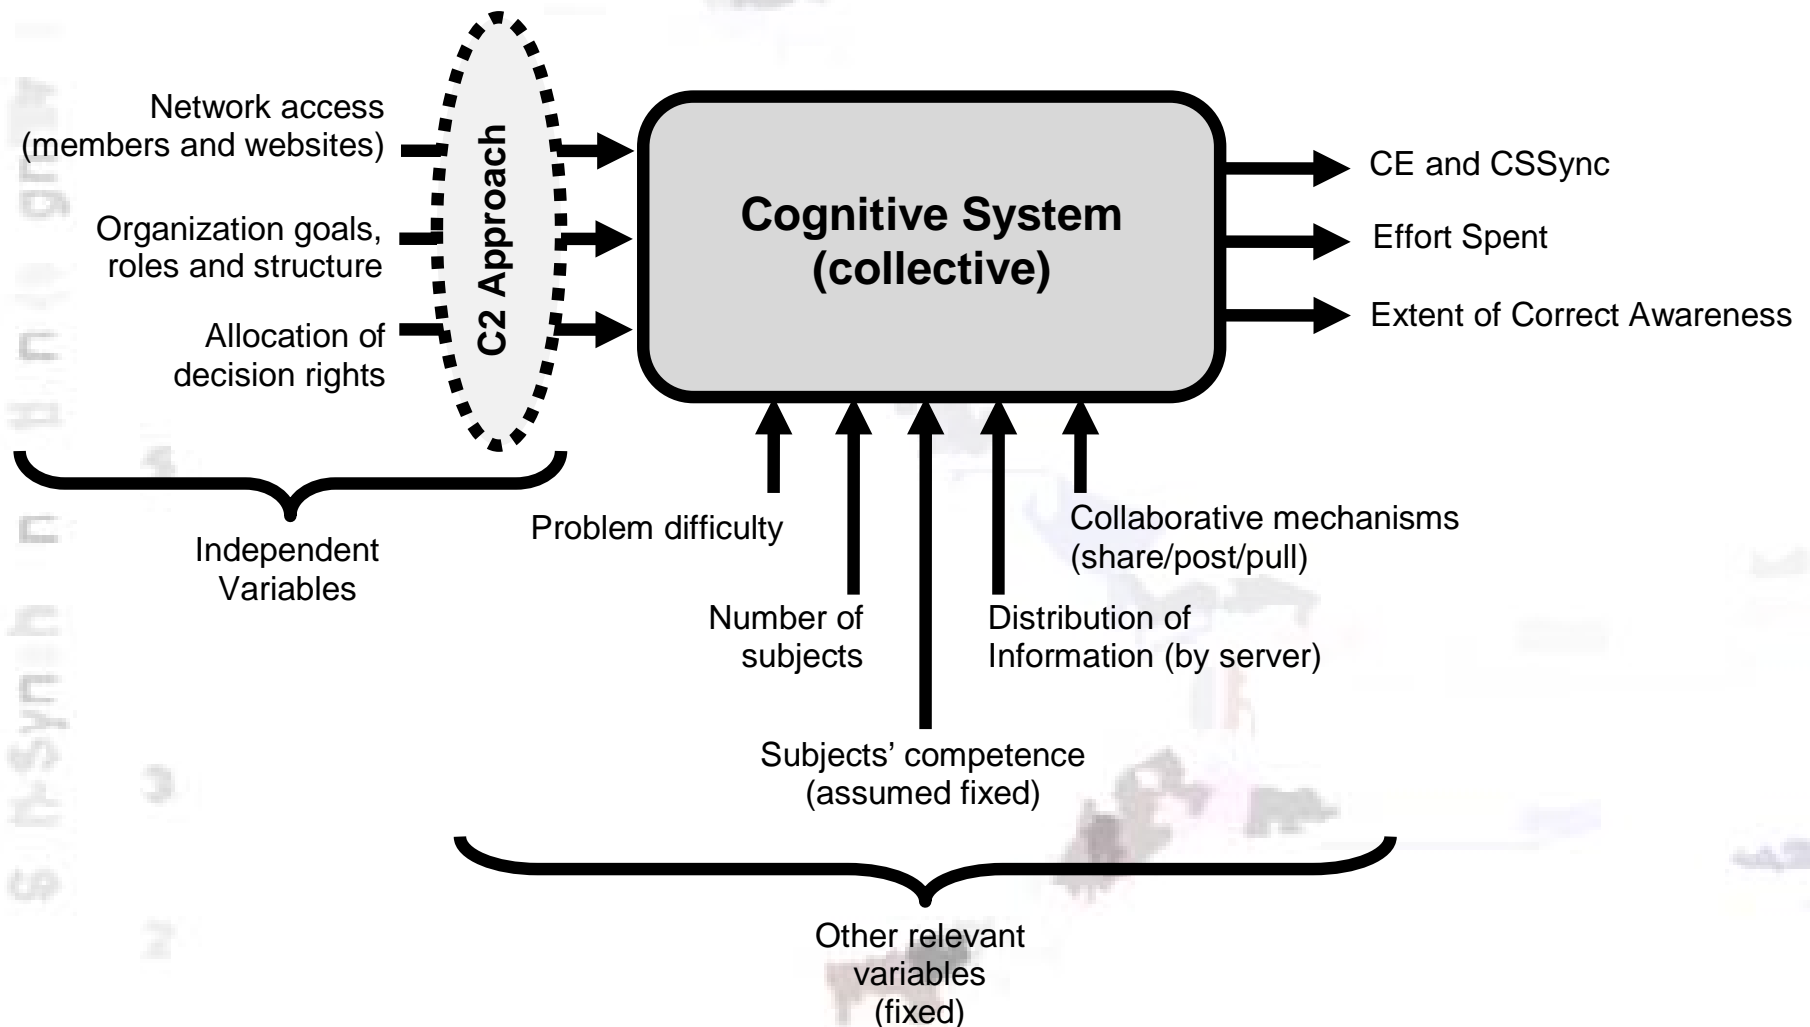 Network access
(members and websites)
Organization goals,
roles and structure
Allocation of
decision rights
C2 Approach
Cognitive System
(collective)
CE and CSSync
Effort Spent
Extent of Correct Awareness
Independent
Variables
Problem difficulty
Number of
subjects
Subjects’ competence
(assumed fixed)
Distribution of
Information (by server)
Collaborative mechanisms
(share/post/pull)
Other relevant
variables
(fixed)